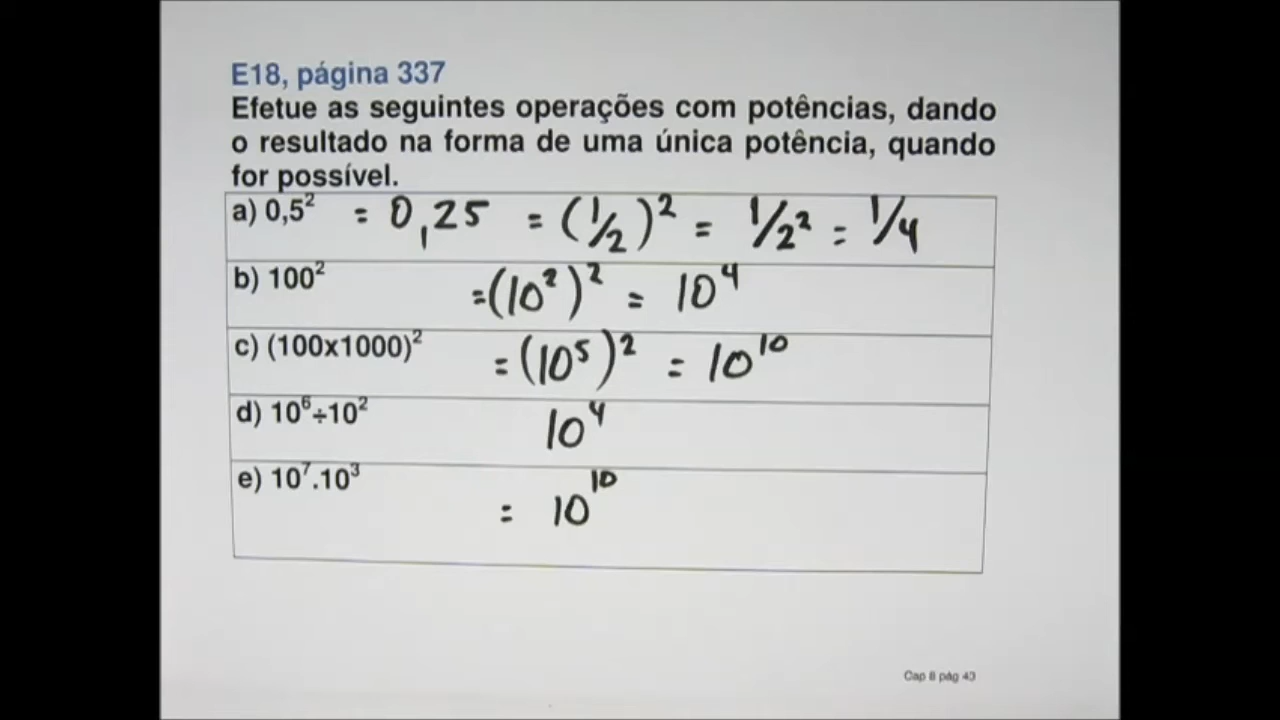 E18, página 337
Efetue as seguintes operações com potências, dando
o resultado na forma de uma única potência, quando
for possível.
a) 0,5² = 0,25 = (1/2)² = 1/2² = 1/4
b) 100² =(10²)² = 10⁴
c) (100x1000)² = (10⁵)² = 10¹⁰
d) 10⁶÷10² 10⁴
e) 10⁷.10³ = 10¹⁰
Cap 8 pág 43